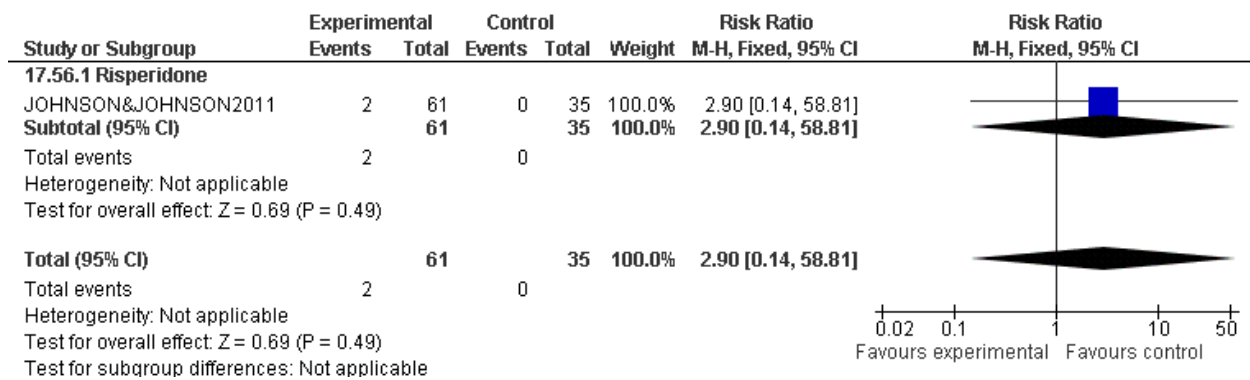 Experimental Control Risk Ratio Risk Ratio
Study or Subgroup Events Total Events Total Weight M-H, Fixed, 95% CI M-H, Fixed, 95% CI
17.56.1 Risperidone
JOHNSON&JOHNSON2011 2 61 0 35 100.0% 2.90 [0.14, 58.81]
Subtotal (95% CI) 61 35 100.0% 2.90 [0.14, 58.81]
Total events 2 0
Heterogeneity: Not applicable
Test for overall effect: Z = 0.69 (P = 0.49)
Total (95% CI) 61 35 100.0% 2.90 [0.14, 58.81]
Total events 2 0
Heterogeneity: Not applicable
Test for overall effect: Z = 0.69 (P = 0.49)
Test for subgroup differences: Not applicable
0.02 0.1 1 10 50
Favours experimental Favours control